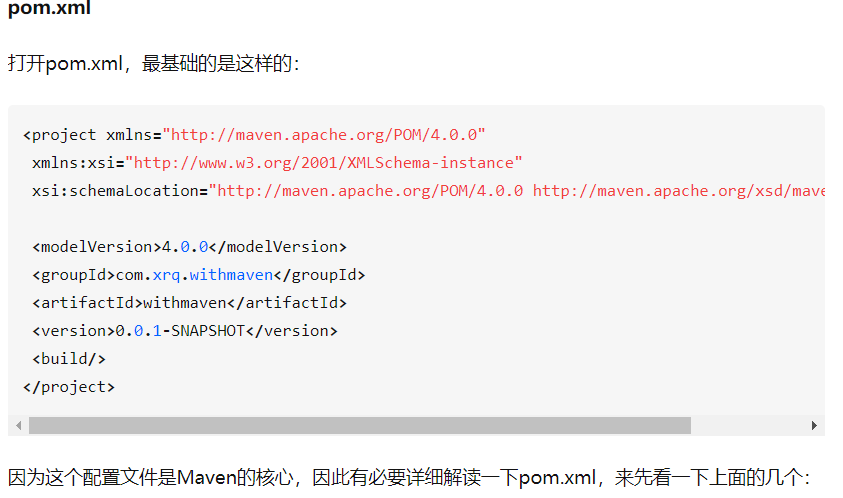 pom.xml
打开pom.xml，最基础的是这样的：
<project xmlns="http://maven.apache.org/POM/4.0.0"
xmlns:xsi="http://www.w3.org/2001/XMLSchema-instance"
xsi:schemaLocation="http://maven.apache.org/POM/4.0.0 http://maven.apache.org/xsd/mave
<modelVersion>4.0.0</modelVersion>
<groupId>com.xrq.withmaven</groupId>
<artifactId>withmaven</artifactId>
<version>0.0.1-SNAPSHOT</version>
<build/>
</project>
因为这个配置文件是Maven的核心，因此有必要详细解读一下pom.xml，来先看一下上面的几个：